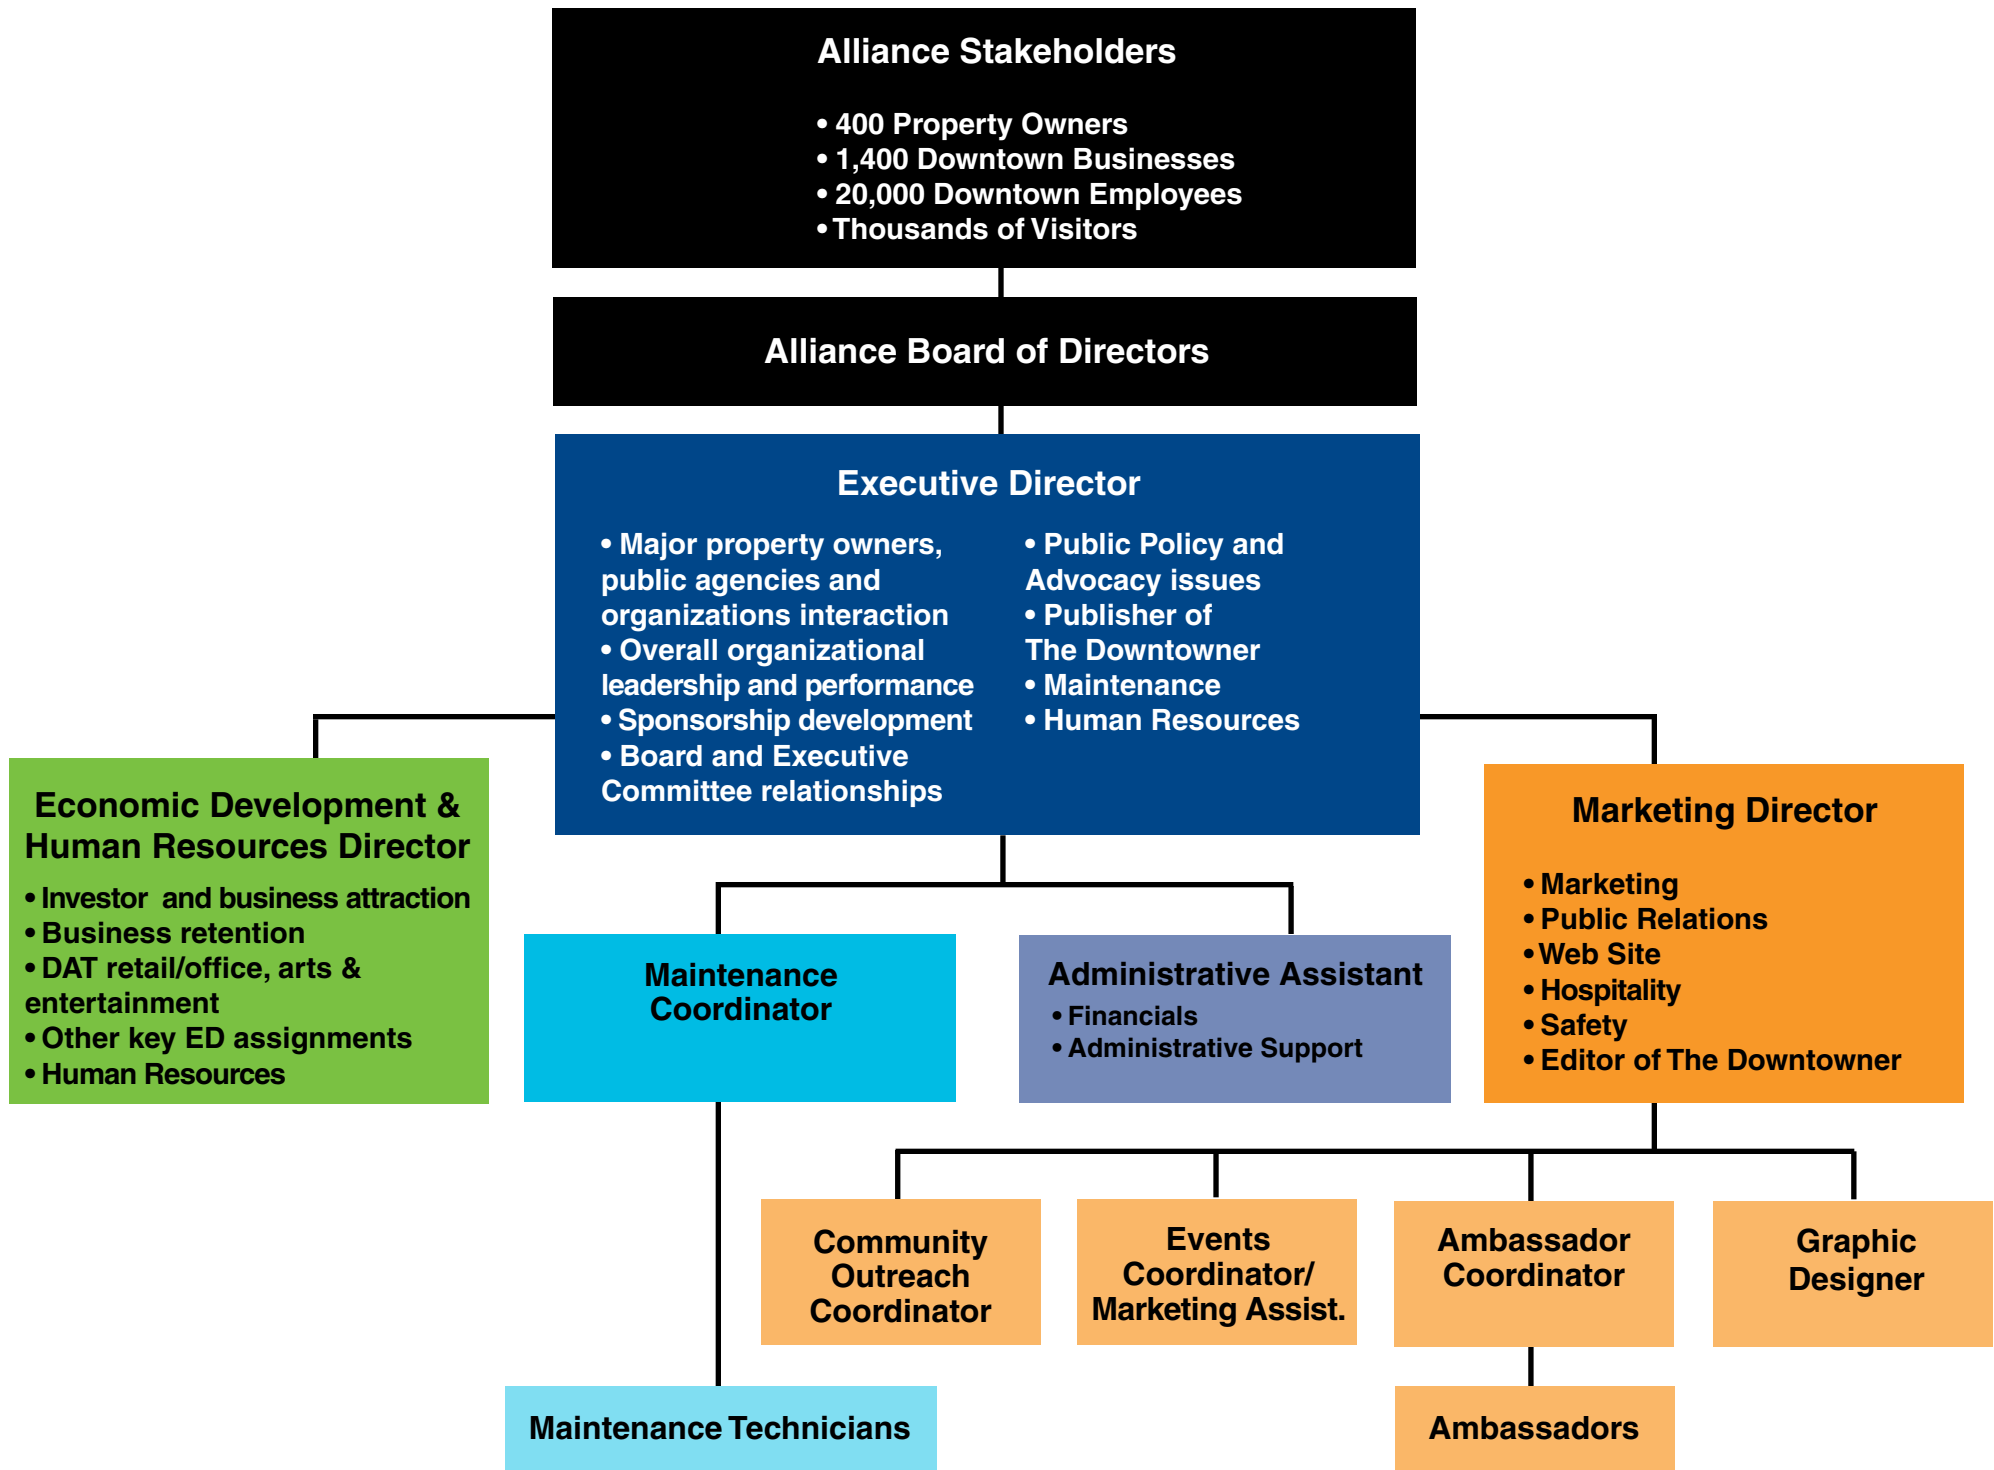 Alliance Stakeholders
• 400 Property Owners
• 1,400 Downtown Businesses
• 20,000 Downtown Employees
• Thousands of Visitors
Alliance Board of Directors
Executive Director
• Major property owners,
public agencies and
organizations interaction
• Overall organizational
leadership and performance
• Sponsorship development
• Board and Executive
Committee relationships
• Public Policy and
Advocacy issues
• Publisher of
The Downtowner
• Maintenance
• Human Resources
Economic Development &
Human Resources Director
• Investor and business attraction
• Business retention
• DAT retail/office, arts &
entertainment
• Other key ED assignments
• Human Resources
Maintenance
Coordinator
Administrative Assistant
• Financials
• Administrative Support
Marketing Director
• Marketing
• Public Relations
• Web Site
• Hospitality
• Safety
• Editor of The Downtowner
Community
Outreach
Coordinator
Events
Coordinator/
Marketing Assist.
Ambassador
Coordinator
Graphic
Designer
Maintenance Technicians
Ambassadors